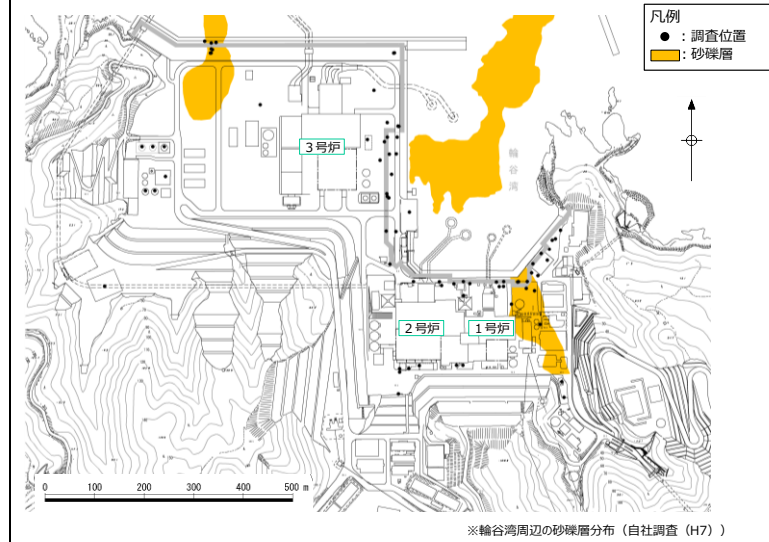 凡例
● : 調査位置
: 砂礫層
3号炉
輪谷湾
2号炉
1号炉
0 100 200 300 400 500 m
※輪谷湾周辺の砂礫層分布（自社調査（H7））